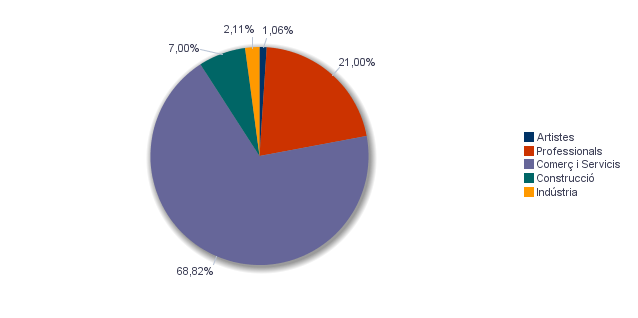 2,11% 1,06%
7,00%
21,00%
68,82%
Artistes
Professionals
Comerç i Servicis
Construcció
Indústria